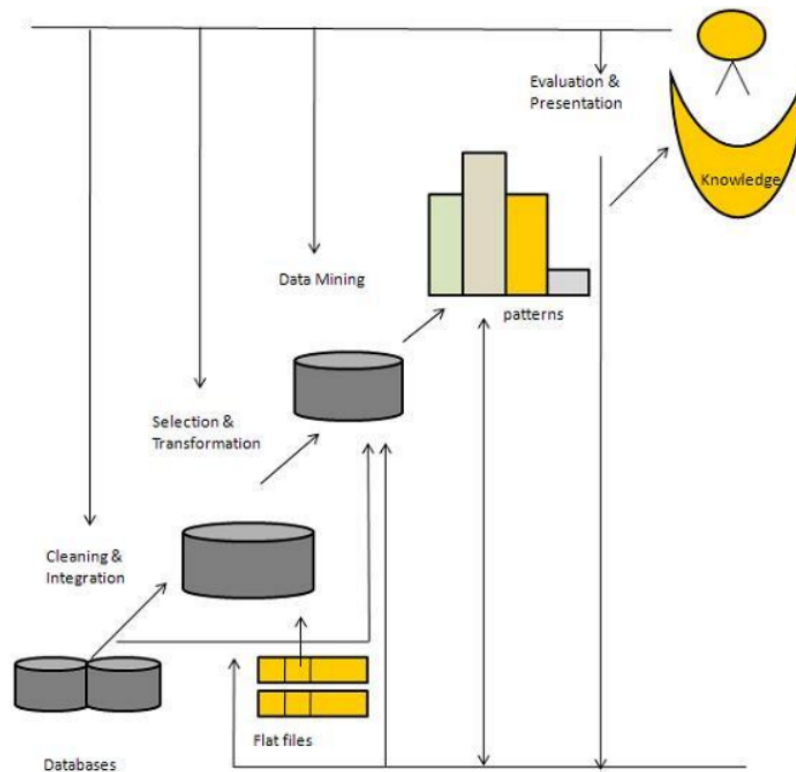 Evaluation &
Presentation
Knowledge
Data Mining
patterns
Selection &
Transformation
Cleaning &
Integration
Flat files
Databases